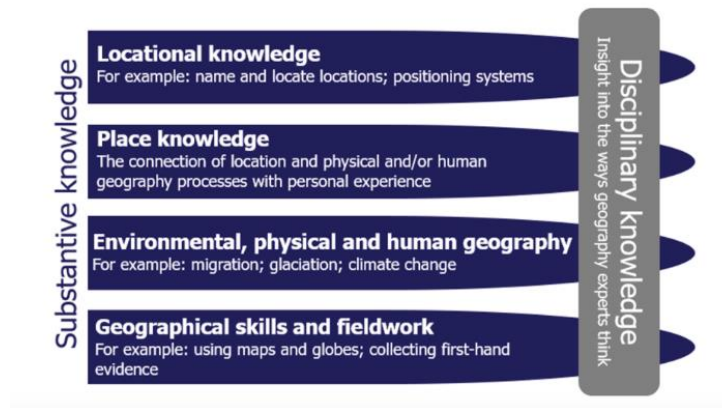 Substantive knowledge
Locational knowledge
For example: name and locate locations; positioning systems
Place knowledge
The connection of location and physical and/or human
geography processes with personal experience
Environmental, physical and human geography
For example: migration; glaciation; climate change
Geographical skills and fieldwork
For example: using maps and globes; collecting first-hand
evidence
Disciplinary knowledge
Insight into the ways geography experts think